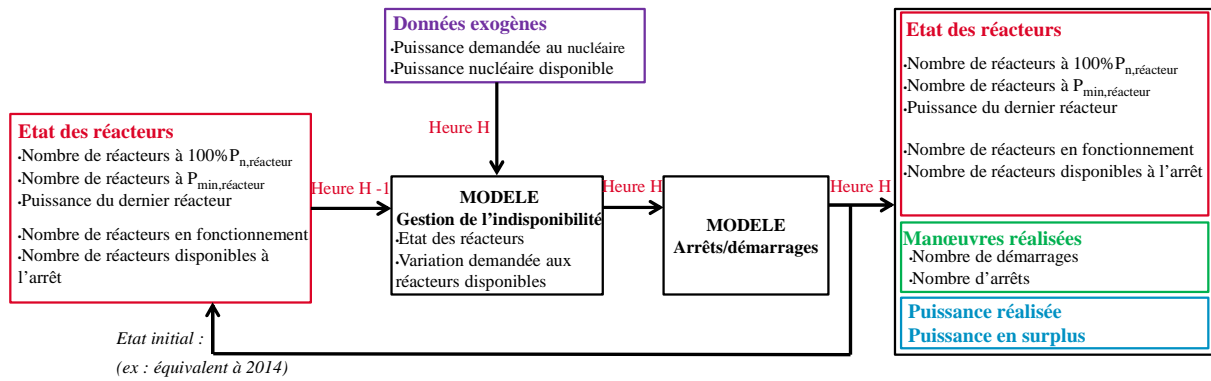 Données exogènes
·Puissance demandée au nucléaire
·Puissance nucléaire disponible
Heure H
Etat des réacteurs
·Nombre de réacteurs à 100%Pn,réacteur
·Nombre de réacteurs à Pmin,réacteur
·Puissance du dernier réacteur
·Nombre de réacteurs en fonctionnement
·Nombre de réacteurs disponibles à
l’arrêt
Heure H -1
MODELE
Gestion de l’indisponibilité
·Etat des réacteurs
·Variation demandée aux
réacteurs disponibles
Heure H
MODELE
Arrêts/démarrages
Heure H
Etat des réacteurs
·Nombre de réacteurs à 100%Pn,réacteur
·Nombre de réacteurs à Pmin,réacteur
·Puissance du dernier réacteur
·Nombre de réacteurs en fonctionnement
·Nombre de réacteurs disponibles à l’arrêt
Manœuvres réalisées
·Nombre de démarrages
·Nombre d’arrêts
Puissance réalisée
Puissance en surplus
Etat initial :
(ex : équivalent à 2014)